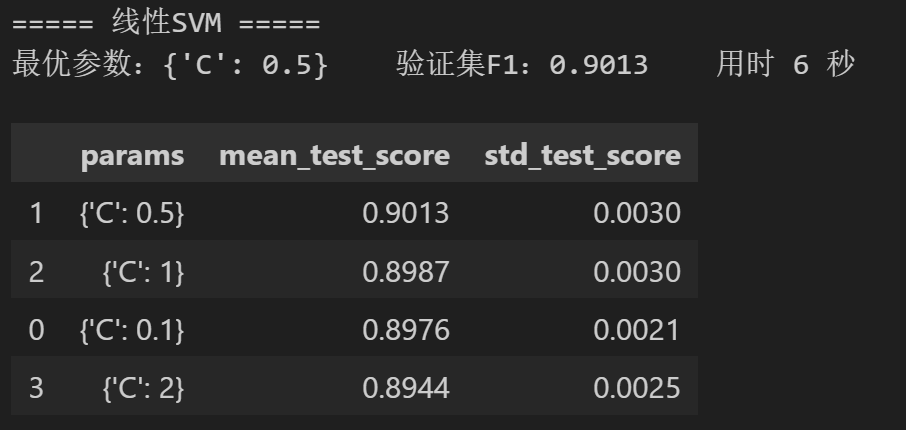 ===== 线性SVM =====
最优参数：{'C': 0.5}    验证集F1：0.9013    用时 6 秒
params mean_test_score std_test_score
1 {'C': 0.5} 0.9013 0.0030
2 {'C': 1} 0.8987 0.0030
0 {'C': 0.1} 0.8976 0.0021
3 {'C': 2} 0.8944 0.0025